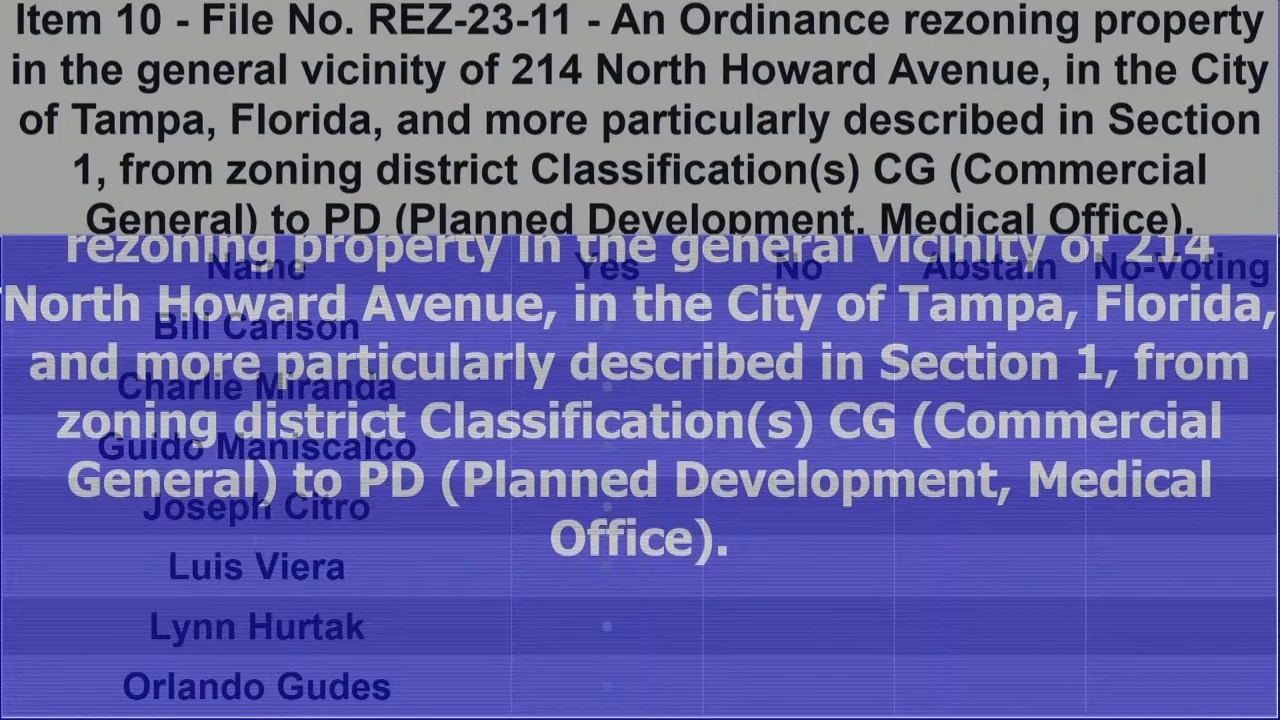 Item 10 - File No. REZ-23-11 - An Ordinance rezoning property
in the general vicinity of 214 North Howard Avenue, in the City
of Tampa, Florida, and more particularly described in Section
1, from zoning district Classification(s) CG (Commercial
General) to PD (Planned Development, Medical Office).
rezoning property in the general vicinity of 214
Name Yes No Abstain No-Voting
North Howard Avenue, in the City of Tampa, Florida,
Bill Carlson
and more particularly described in Section 1, from
Charlie Miranda
zoning district Classification(s) CG (Commercial
Guido Maniscalco
General) to PD (Planned Development, Medical
Joseph Citro
Office).
Luis Viera
Lynn Hurtak
Orlando Gudes